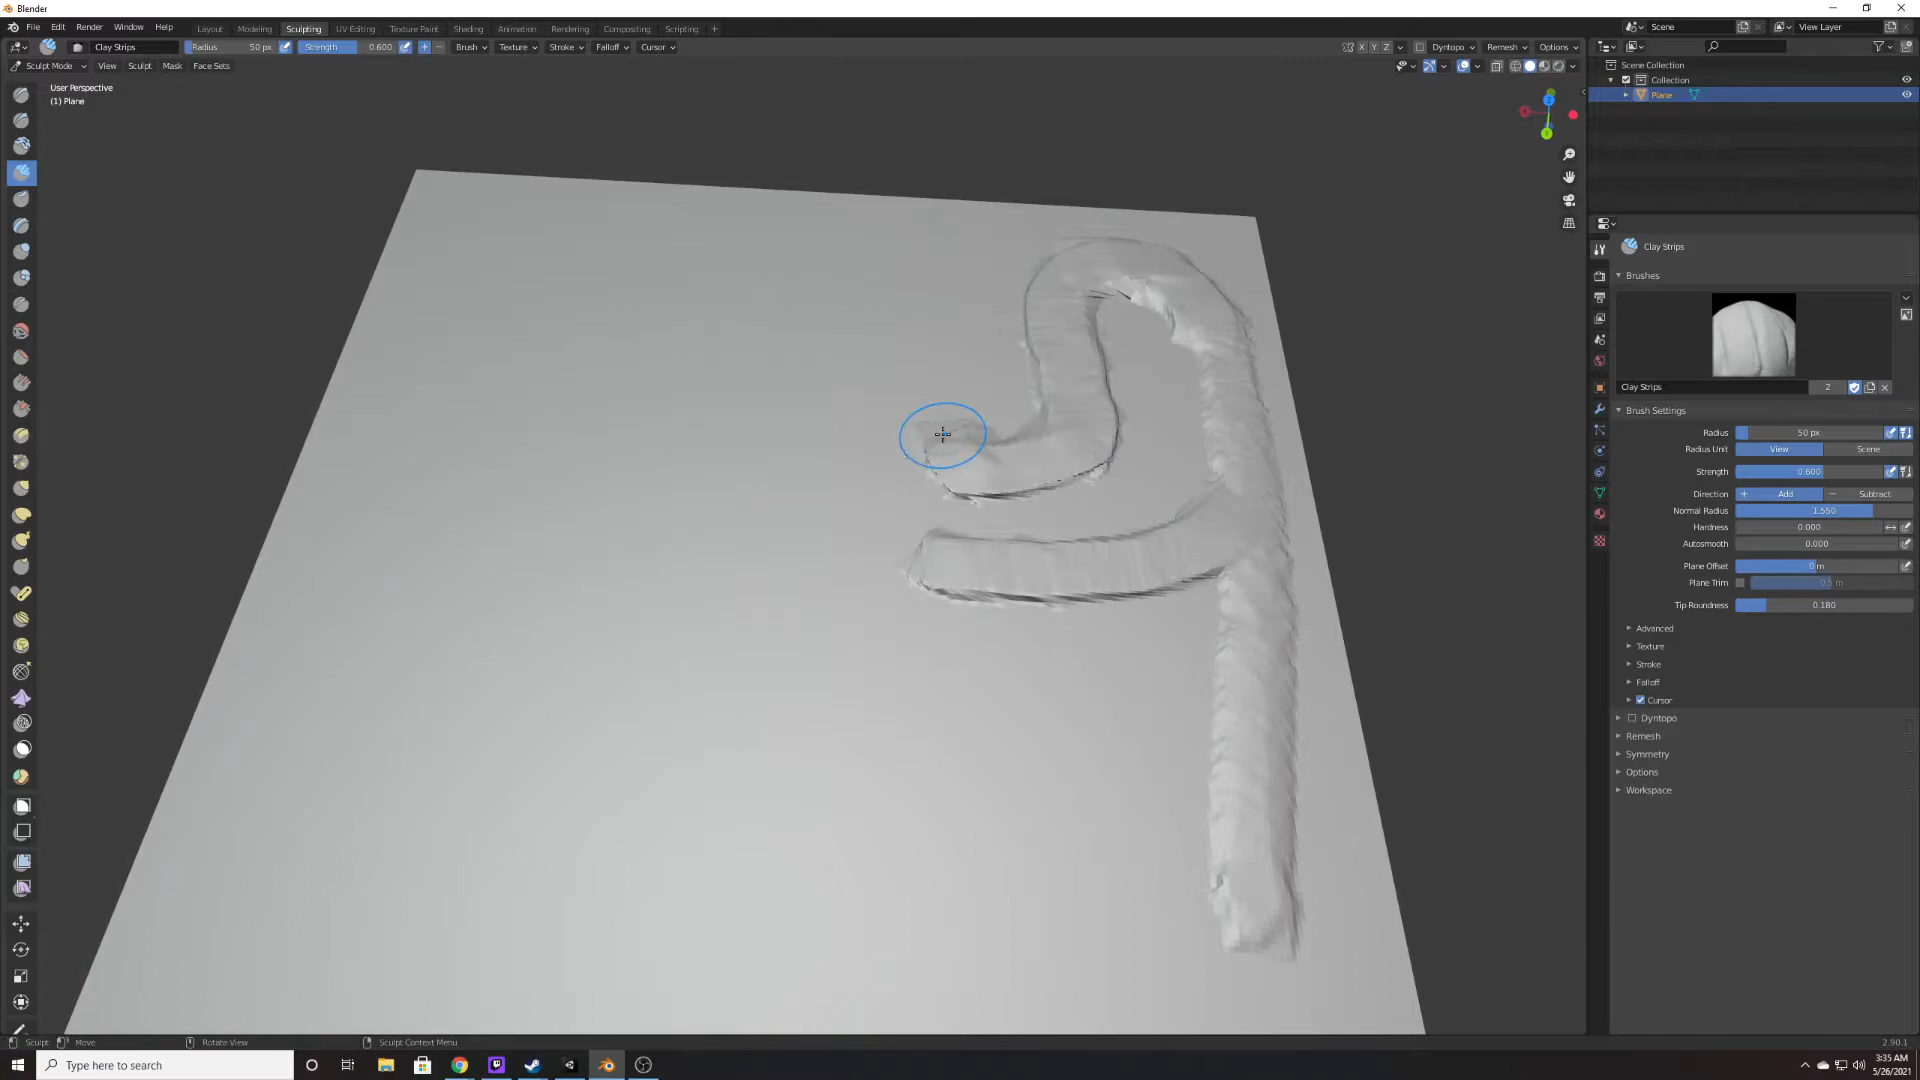 Blender
File Edit Render Window Help
Layout Modeling Sculpting UV Editing Texture Paint Shading Animation Rendering Compositing Scripting +
Scene
View Layer
Clay Strips
Radius 50 px
Strength 0.600
Brush Texture Stroke Falloff Cursor
X Y Z
Dyntopo Remesh Options
Sculpt Mode View Sculpt Mask Face Sets
User Perspective
(1) Plane
Scene Collection
Collection
Plane
Clay Strips
Brushes
Clay Strips 2
Brush Settings
Radius 50 px
Radius Unit View Scene
Strength 0.600
Direction + Add − Subtract
Normal Radius 1.550
Hardness 0.000
Autosmooth 0.000
Plane Offset 0 m
Plane Trim 0.5 m
Tip Roundness 0.180
Advanced
Texture
Stroke
Falloff
Cursor
Dyntopo
Remesh
Symmetry
Options
Workspace
Sculpt Move Rotate View Sculpt Context Menu 2.90.1
Type here to search
3:35 AM
5/26/2021